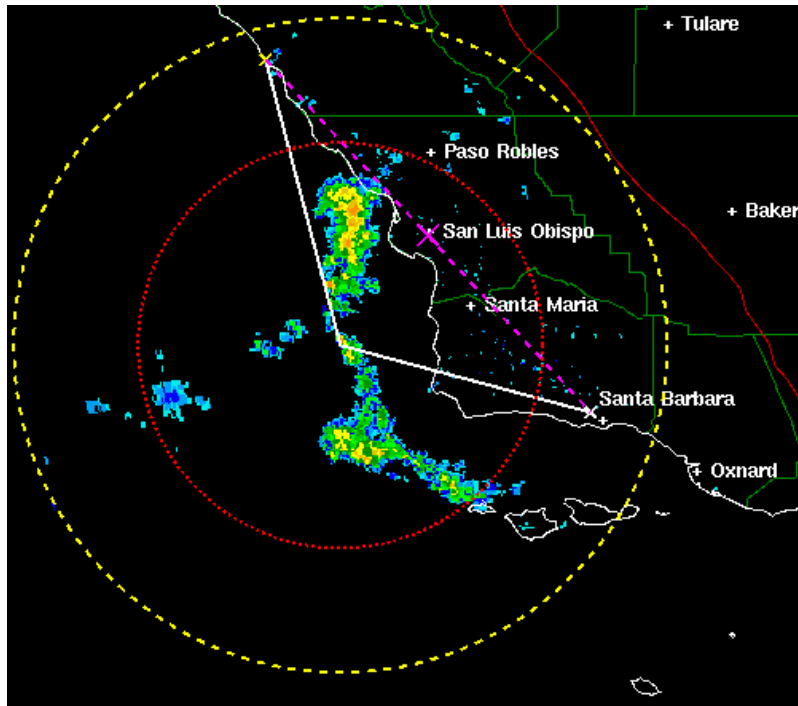 Tulare
Paso Robles
Baker
San Luis Obispo
Santa Maria
Santa Barbara
Oxnard